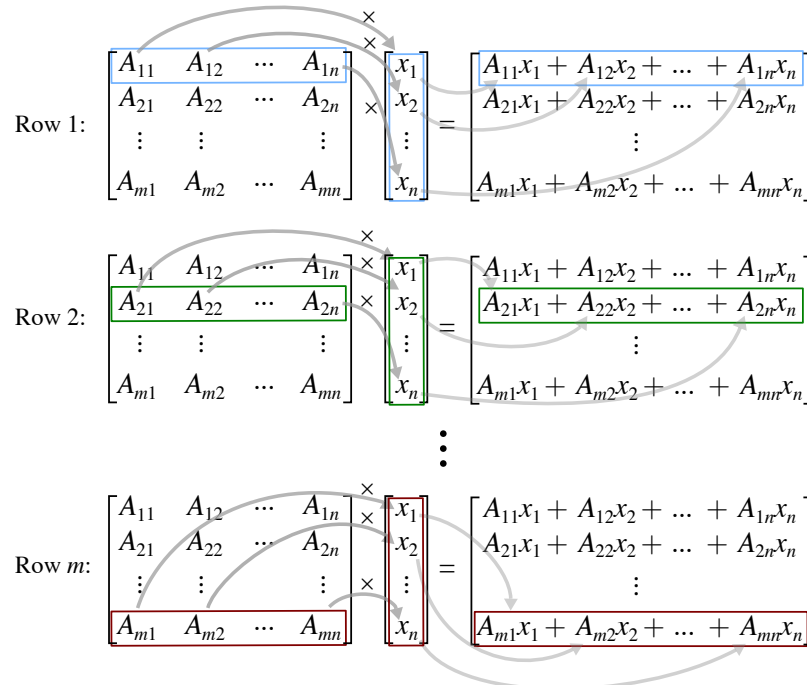 ×
×
A₁₁ A₁₂ ⋯ A₁ₙ x₁ A₁₁x₁ + A₁₂x₂ + ... + A₁ₙxₙ
Row 1: A₂₁ A₂₂ ⋯ A₂ₙ × x₂ = A₂₁x₁ + A₂₂x₂ + ... + A₂ₙxₙ
⋮ ⋮ ⋮ ⋮ ⋮
Aₘ₁ Aₘ₂ ⋯ Aₘₙ xₙ Aₘ₁x₁ + Aₘ₂x₂ + ... + Aₘₙxₙ
×
×
A₁₁ A₁₂ ⋯ A₁ₙ x₁ A₁₁x₁ + A₁₂x₂ + ... + A₁ₙxₙ
Row 2: A₂₁ A₂₂ ⋯ A₂ₙ × x₂ = A₂₁x₁ + A₂₂x₂ + ... + A₂ₙxₙ
⋮ ⋮ ⋮ ⋮
Aₘ₁ Aₘ₂ ⋯ Aₘₙ xₙ Aₘ₁x₁ + Aₘ₂x₂ + ... + Aₘₙxₙ
⋮
×
×
A₁₁ A₁₂ ⋯ A₁ₙ x₁ A₁₁x₁ + A₁₂x₂ + ... + A₁ₙxₙ
A₂₁ A₂₂ ⋯ A₂ₙ x₂ A₂₁x₁ + A₂₂x₂ + ... + A₂ₙxₙ
Row m: ⋮ ⋮ ⋮ × ⋮ = ⋮
Aₘ₁ Aₘ₂ ⋯ Aₘₙ xₙ Aₘ₁x₁ + Aₘ₂x₂ + ... + Aₘₙxₙ